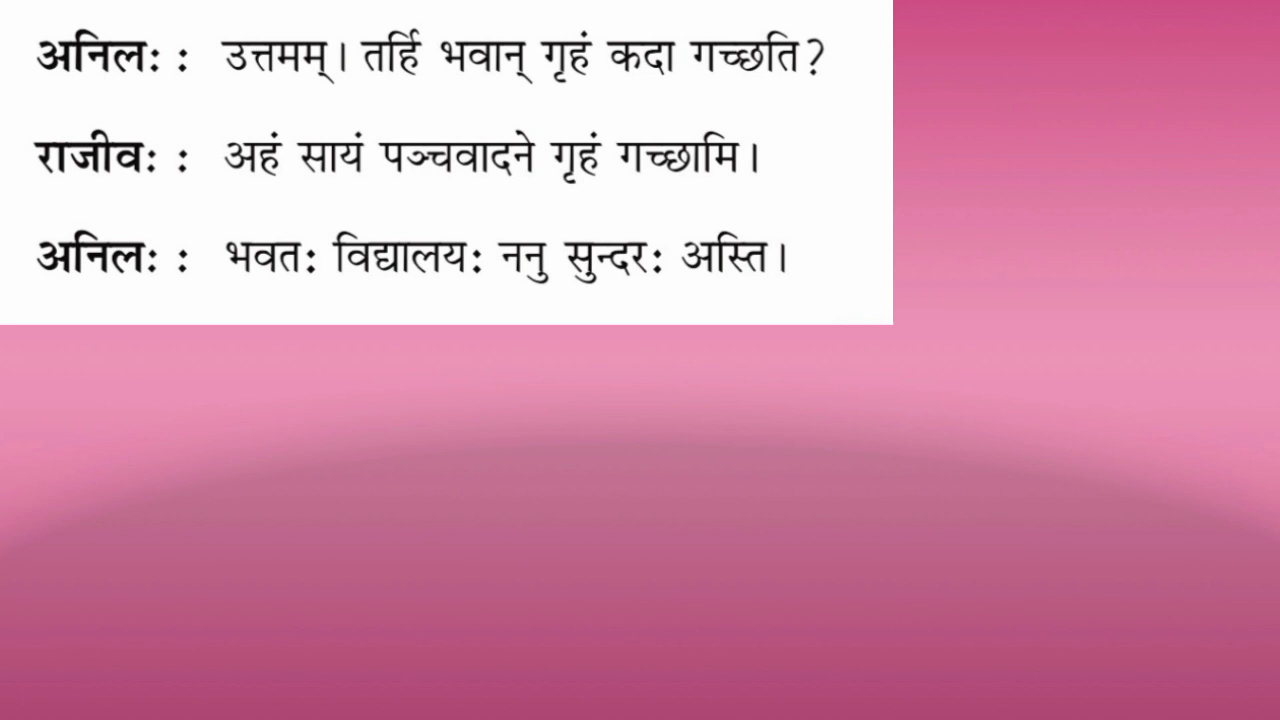 अनिलः : उत्तमम्। तर्हि भवान् गृहं कदा गच्छति?
राजीवः : अहं सायं पञ्चवादने गृहं गच्छामि।
अनिलः : भवतः विद्यालयः ननु सुन्दरः अस्ति।